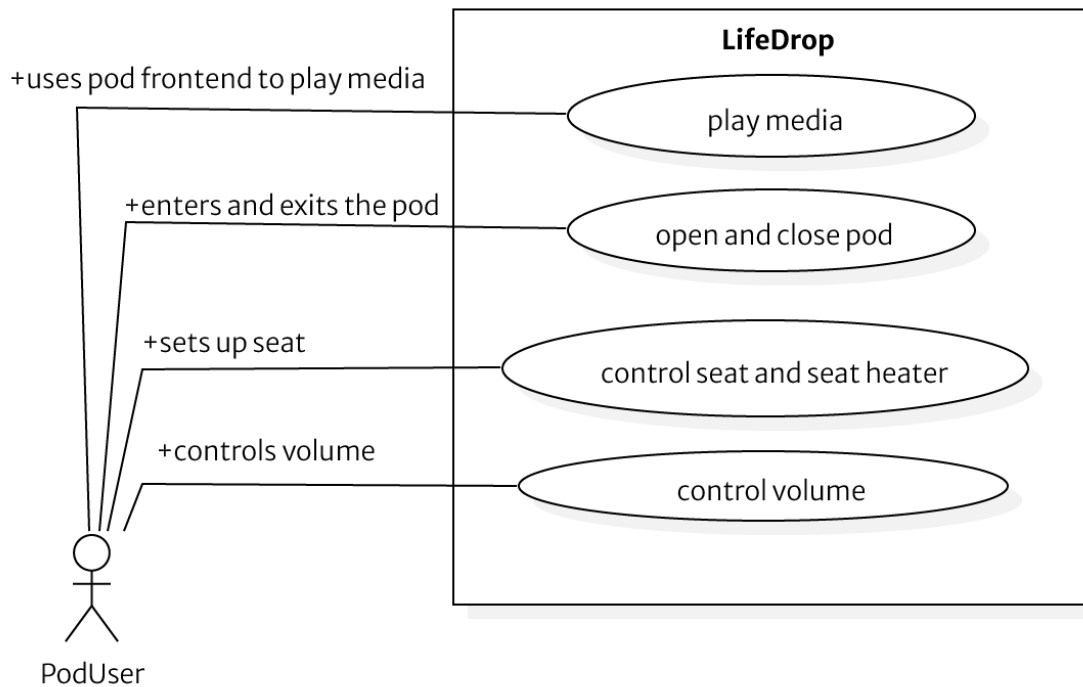 LifeDrop
+uses pod frontend to play media
play media
+enters and exits the pod
open and close pod
+sets up seat
control seat and seat heater
+controls volume
control volume
PodUser